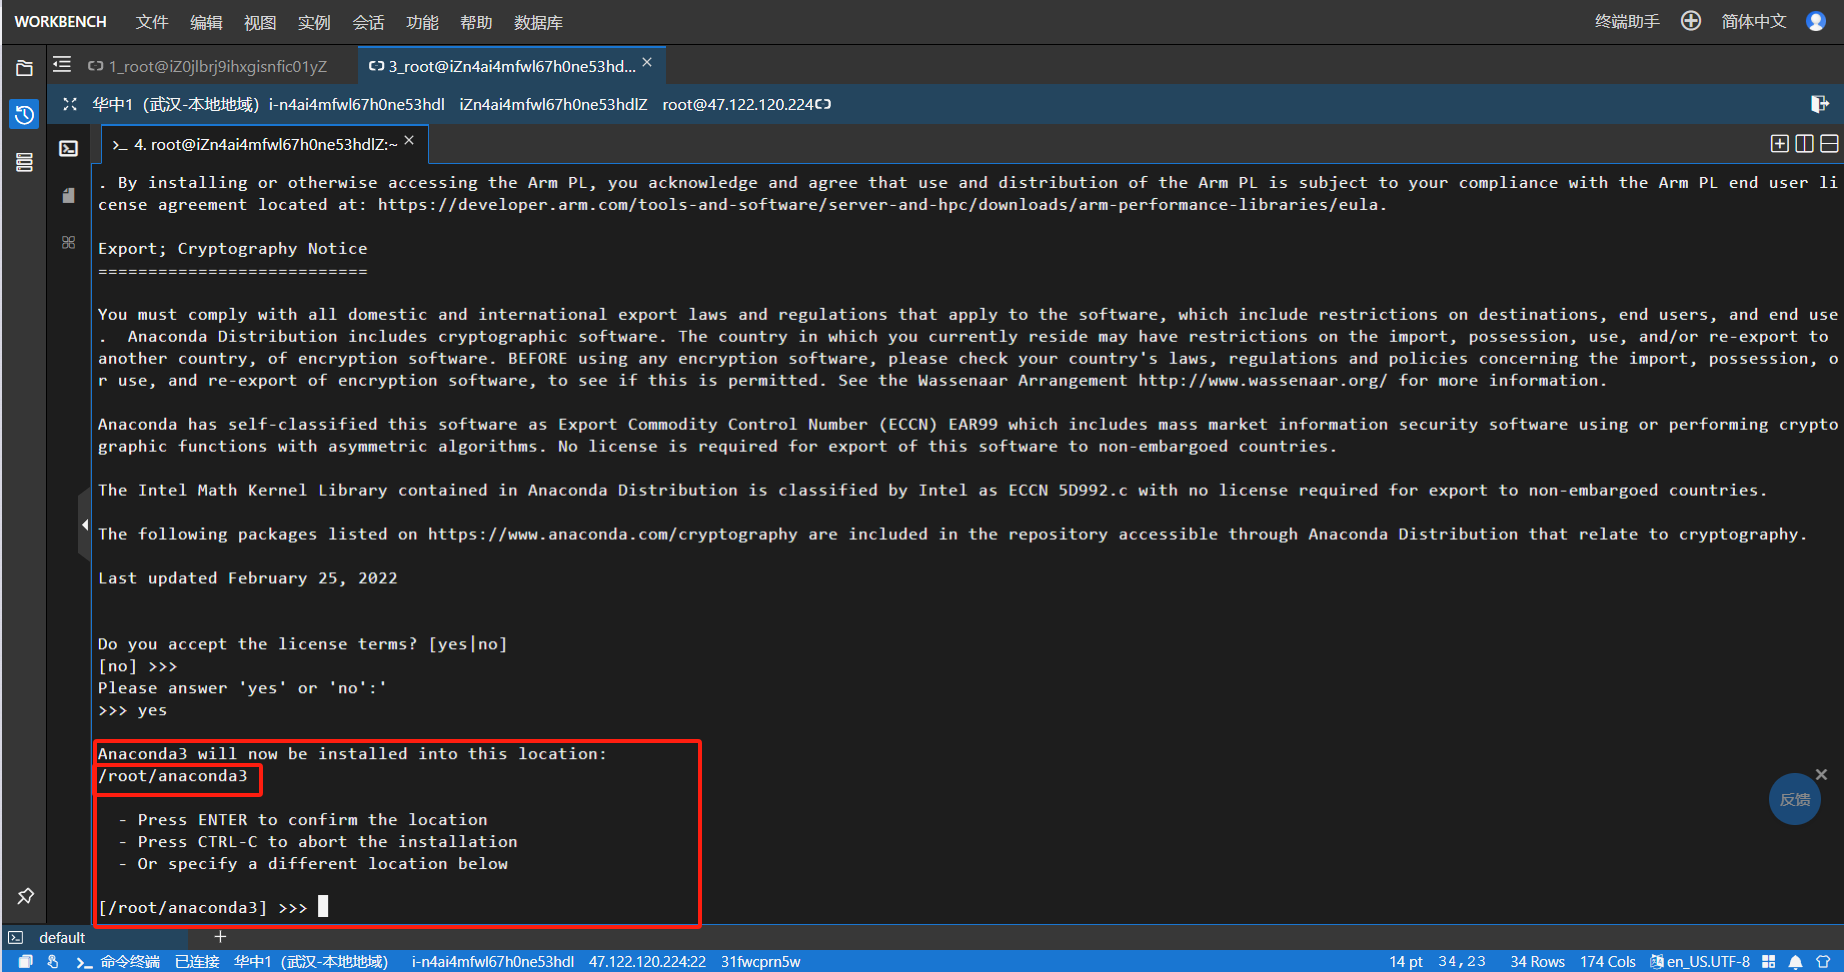 WORKBENCH 文件 编辑 视图 实例 会话 功能 帮助 数据库 终端助手 简体中文
1_root@iZ0jlbrj9ihxgisnfic01yZ 3_root@iZn4ai4mfwl67h0ne53hd...
华中1（武汉-本地地域） i-n4ai4mfwl67h0ne53hdl iZn4ai4mfwl67h0ne53hdlZ root@47.122.120.224
>_ 4. root@iZn4ai4mfwl67h0ne53hdlZ:~
. By installing or otherwise accessing the Arm PL, you acknowledge and agree that use and distribution of the Arm PL is subject to your compliance with the Arm PL end user li
cense agreement located at: https://developer.arm.com/tools-and-software/server-and-hpc/downloads/arm-performance-libraries/eula.
Export; Cryptography Notice
===========================
You must comply with all domestic and international export laws and regulations that apply to the software, which include restrictions on destinations, end users, and end use
.  Anaconda Distribution includes cryptographic software. The country in which you currently reside may have restrictions on the import, possession, use, and/or re-export to
another country, of encryption software. BEFORE using any encryption software, please check your country's laws, regulations and policies concerning the import, possession, o
r use, and re-export of encryption software, to see if this is permitted. See the Wassenaar Arrangement http://www.wassenaar.org/ for more information.
Anaconda has self-classified this software as Export Commodity Control Number (ECCN) EAR99 which includes mass market information security software using or performing crypto
graphic functions with asymmetric algorithms. No license is required for export of this software to non-embargoed countries.
The Intel Math Kernel Library contained in Anaconda Distribution is classified by Intel as ECCN 5D992.c with no license required for export to non-embargoed countries.
The following packages listed on https://www.anaconda.com/cryptography are included in the repository accessible through Anaconda Distribution that relate to cryptography.
Last updated February 25, 2022
Do you accept the license terms? [yes|no]
[no] >>>
Please answer 'yes' or 'no':'
>>> yes
Anaconda3 will now be installed into this location:
/root/anaconda3
- Press ENTER to confirm the location
- Press CTRL-C to abort the installation
- Or specify a different location below
[/root/anaconda3] >>>
反馈
default +
命令终端 已连接 华中1（武汉-本地地域） i-n4ai4mfwl67h0ne53hdl 47.122.120.224:22 31fwcprn5w 14 pt 34,23 34 Rows 174 Cols en_US.UTF-8